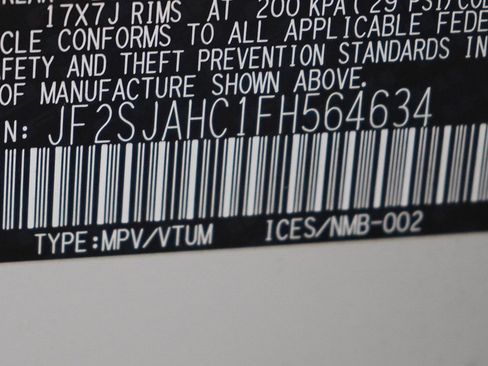 17X7J RIMS AT 200 KPA(29 PSI/COL
CLE CONFORMS TO ALL APPLICABLE FEDE
FETY AND THEFT PREVENTION STANDARDS IN
OF MANUFACTURE SHOWN ABOVE.
N: JF2SJAHC1FH564634
TYPE:MPV/VTUM ICES/NMB-002